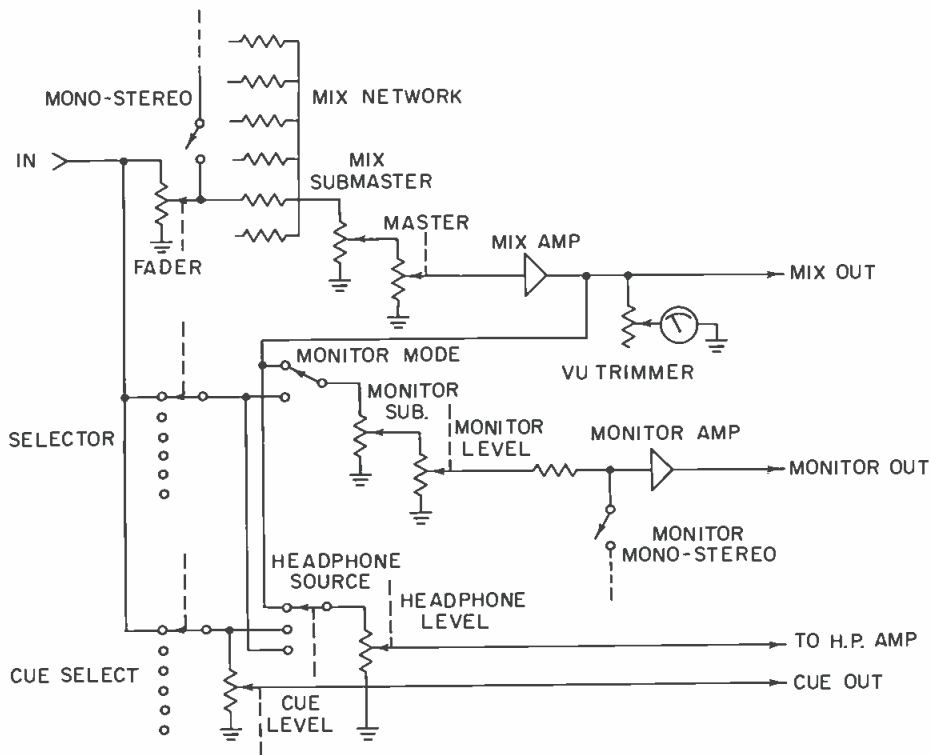 MONO-STEREO
MIX NETWORK
IN
MIX
SUBMASTER
MASTER
MIX AMP
FADER
MIX OUT
MONITOR MODE
VU TRIMMER
MONITOR
SUB.
MONITOR
LEVEL
MONITOR AMP
SELECTOR
MONITOR OUT
MONITOR
MONO-STEREO
HEADPHONE
SOURCE
HEADPHONE
LEVEL
TO H.P. AMP
CUE SELECT
CUE
LEVEL
CUE OUT